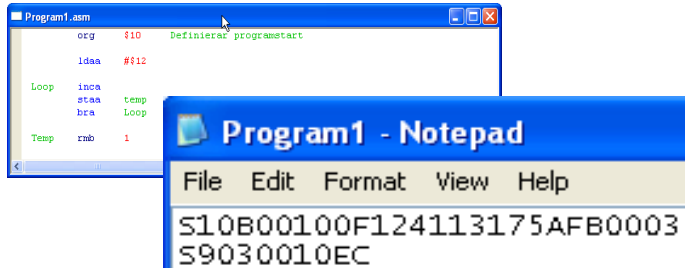 Program1.asm
org $10 Definierar programstart
ldaa #$12
Loop inca
staa temp
bra Loop
Temp rmb 1
Program1 - Notepad
File Edit Format View Help
S10B00100F124113175AFB0003
S9030010EC